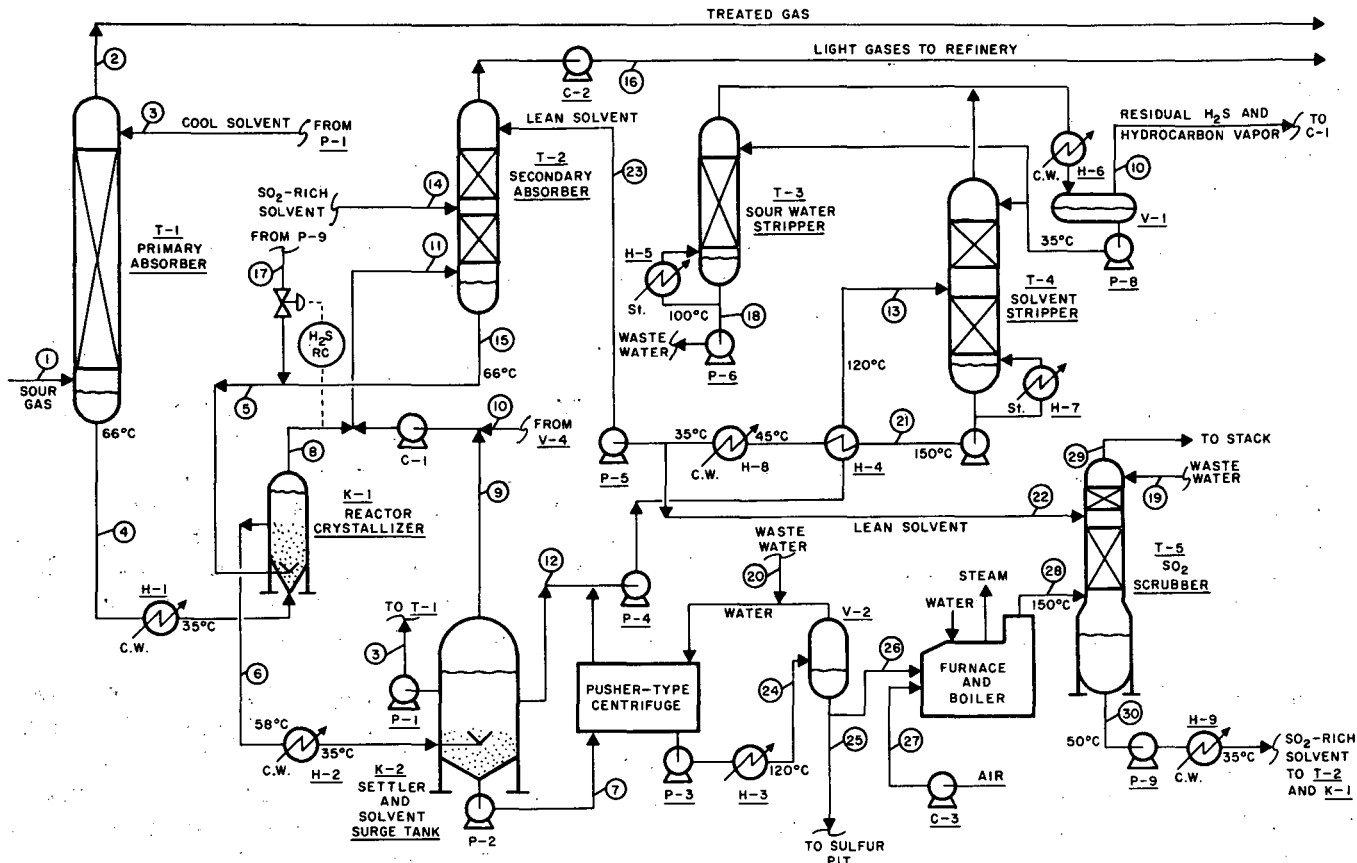 TREATED GAS
2
LIGHT GASES TO REFINERY
C-2
16
3
COOL SOLVENT
FROM
P-1
LEAN SOLVENT
23
T-2
SECONDARY
ABSORBER
SO₂-RICH
SOLVENT
14
FROM P-9
17
11
T-1
PRIMARY
ABSORBER
H₂S
RC
15
66°C
1
SOUR
GAS
66°C
5
4
8
C-1
10
FROM
V-4
9
K-1
REACTOR
CRYSTALLIZER
H-1
C.W.
35°C
6
58°C
C.W.
35°C
H-2
TO T-1
3
P-1
K-2
SETTLER
AND
SOLVENT
SURGE TANK
P-2
7
12
P-4
T-3
SOUR WATER
STRIPPER
H-5
St.
100°C
18
WASTE
WATER
P-6
C.W.
H-6
RESIDUAL H₂S AND
HYDROCARBON VAPOR
TO
C-1
10
V-1
35°C
P-8
13
T-4
SOLVENT
STRIPPER
120°C
St.
H-7
P-5
35°C
C.W.
45°C
H-8
H-4
21
150°C
22
LEAN SOLVENT
29
TO STACK
WASTE
WATER
19
T-5
SO₂
SCRUBBER
WASTE
WATER
20
WATER
V-2
PUSHER-TYPE
CENTRIFUGE
24
P-3
H-3
120°C
25
TO SULFUR
PIT
26
27
C-3
AIR
STEAM
WATER
28
150°C
FURNACE
AND
BOILER
30
50°C
P-9
H-9
C.W.
35°C
SO₂-RICH
SOLVENT
TO T-2
AND K-1